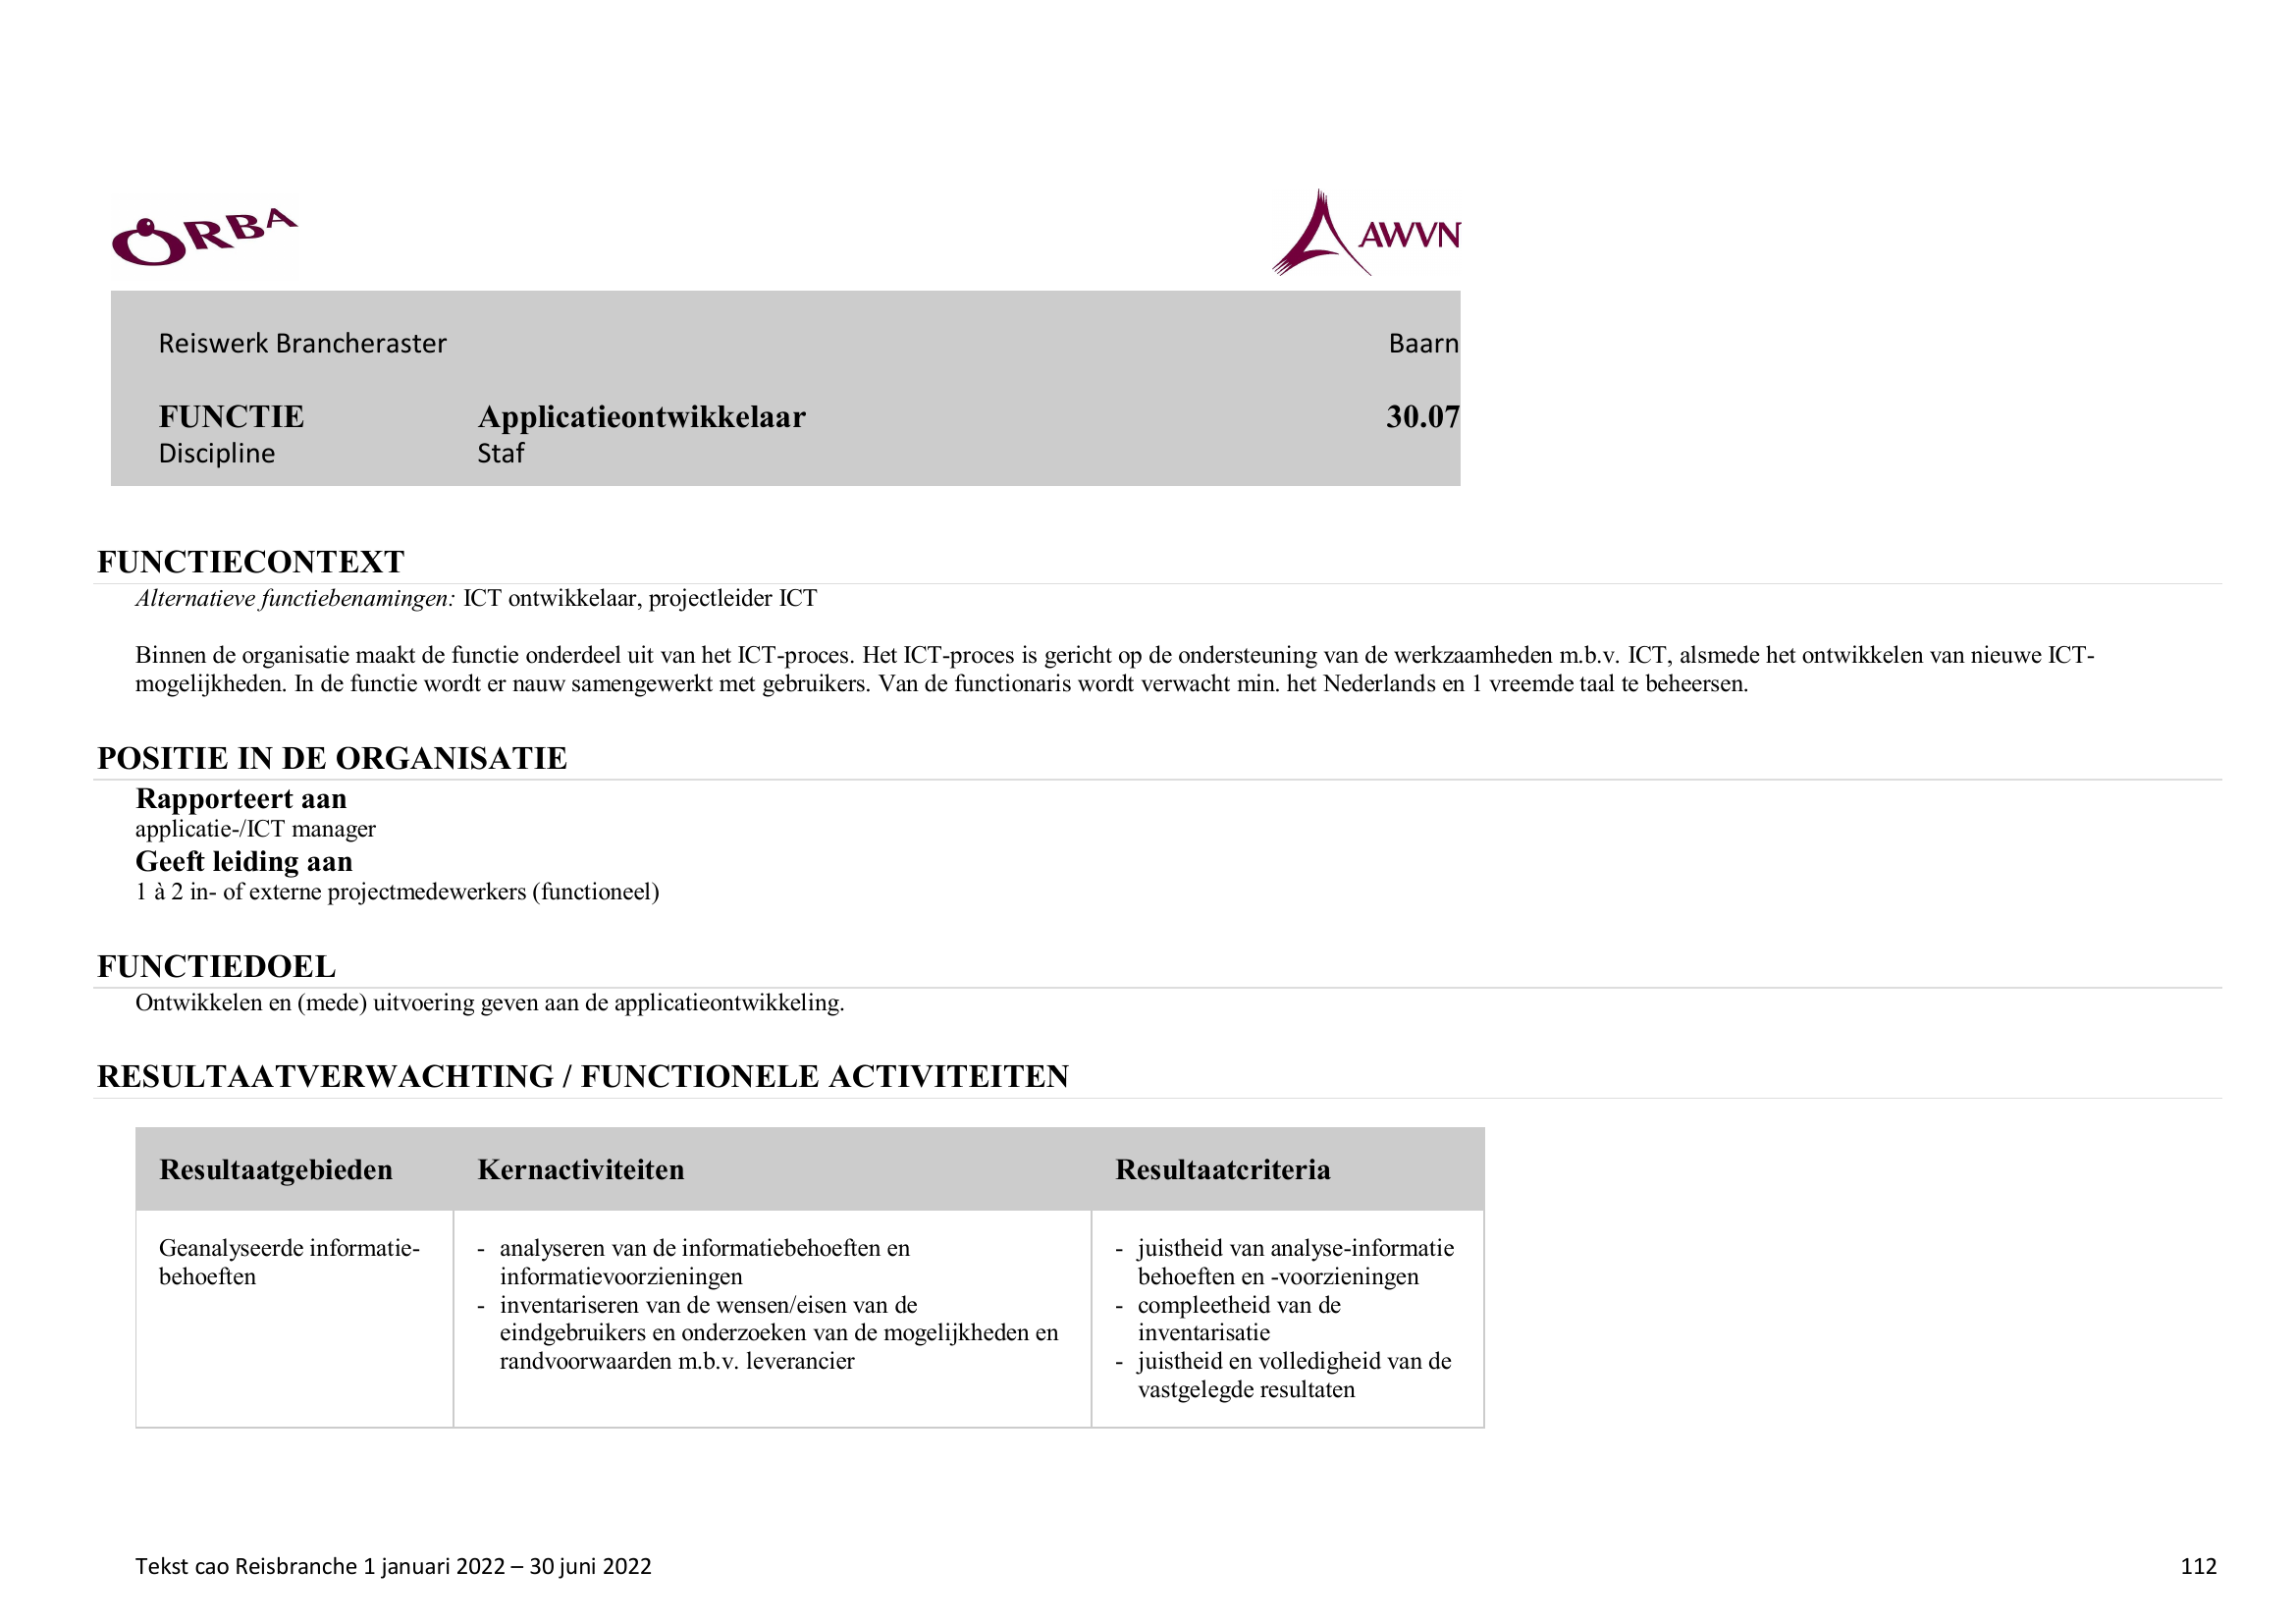 ORBA
AWVN
Reiswerk Brancheraster Baarn
FUNCTIE Applicatieontwikkelaar 30.07
Discipline Staf
FUNCTIECONTEXT
Alternatieve functiebenamingen: ICT ontwikkelaar, projectleider ICT
Binnen de organisatie maakt de functie onderdeel uit van het ICT-proces. Het ICT-proces is gericht op de ondersteuning van de werkzaamheden m.b.v. ICT, alsmede het ontwikkelen van nieuwe ICT-
mogelijkheden. In de functie wordt er nauw samengewerkt met gebruikers. Van de functionaris wordt verwacht min. het Nederlands en 1 vreemde taal te beheersen.
POSITIE IN DE ORGANISATIE
Rapporteert aan
applicatie-/ICT manager
Geeft leiding aan
1 à 2 in- of externe projectmedewerkers (functioneel)
FUNCTIEDOEL
Ontwikkelen en (mede) uitvoering geven aan de applicatieontwikkeling.
RESULTAATVERWACHTING / FUNCTIONELE ACTIVITEITEN
Resultaatgebieden Kernactiviteiten Resultaatcriteria
Geanalyseerde informatie-
behoeften
- analyseren van de informatiebehoeften en
informatievoorzieningen
- inventariseren van de wensen/eisen van de
eindgebruikers en onderzoeken van de mogelijkheden en
randvoorwaarden m.b.v. leverancier
- juistheid van analyse-informatie
behoeften en -voorzieningen
- compleetheid van de
inventarisatie
- juistheid en volledigheid van de
vastgelegde resultaten
Tekst cao Reisbranche 1 januari 2022 – 30 juni 2022 112